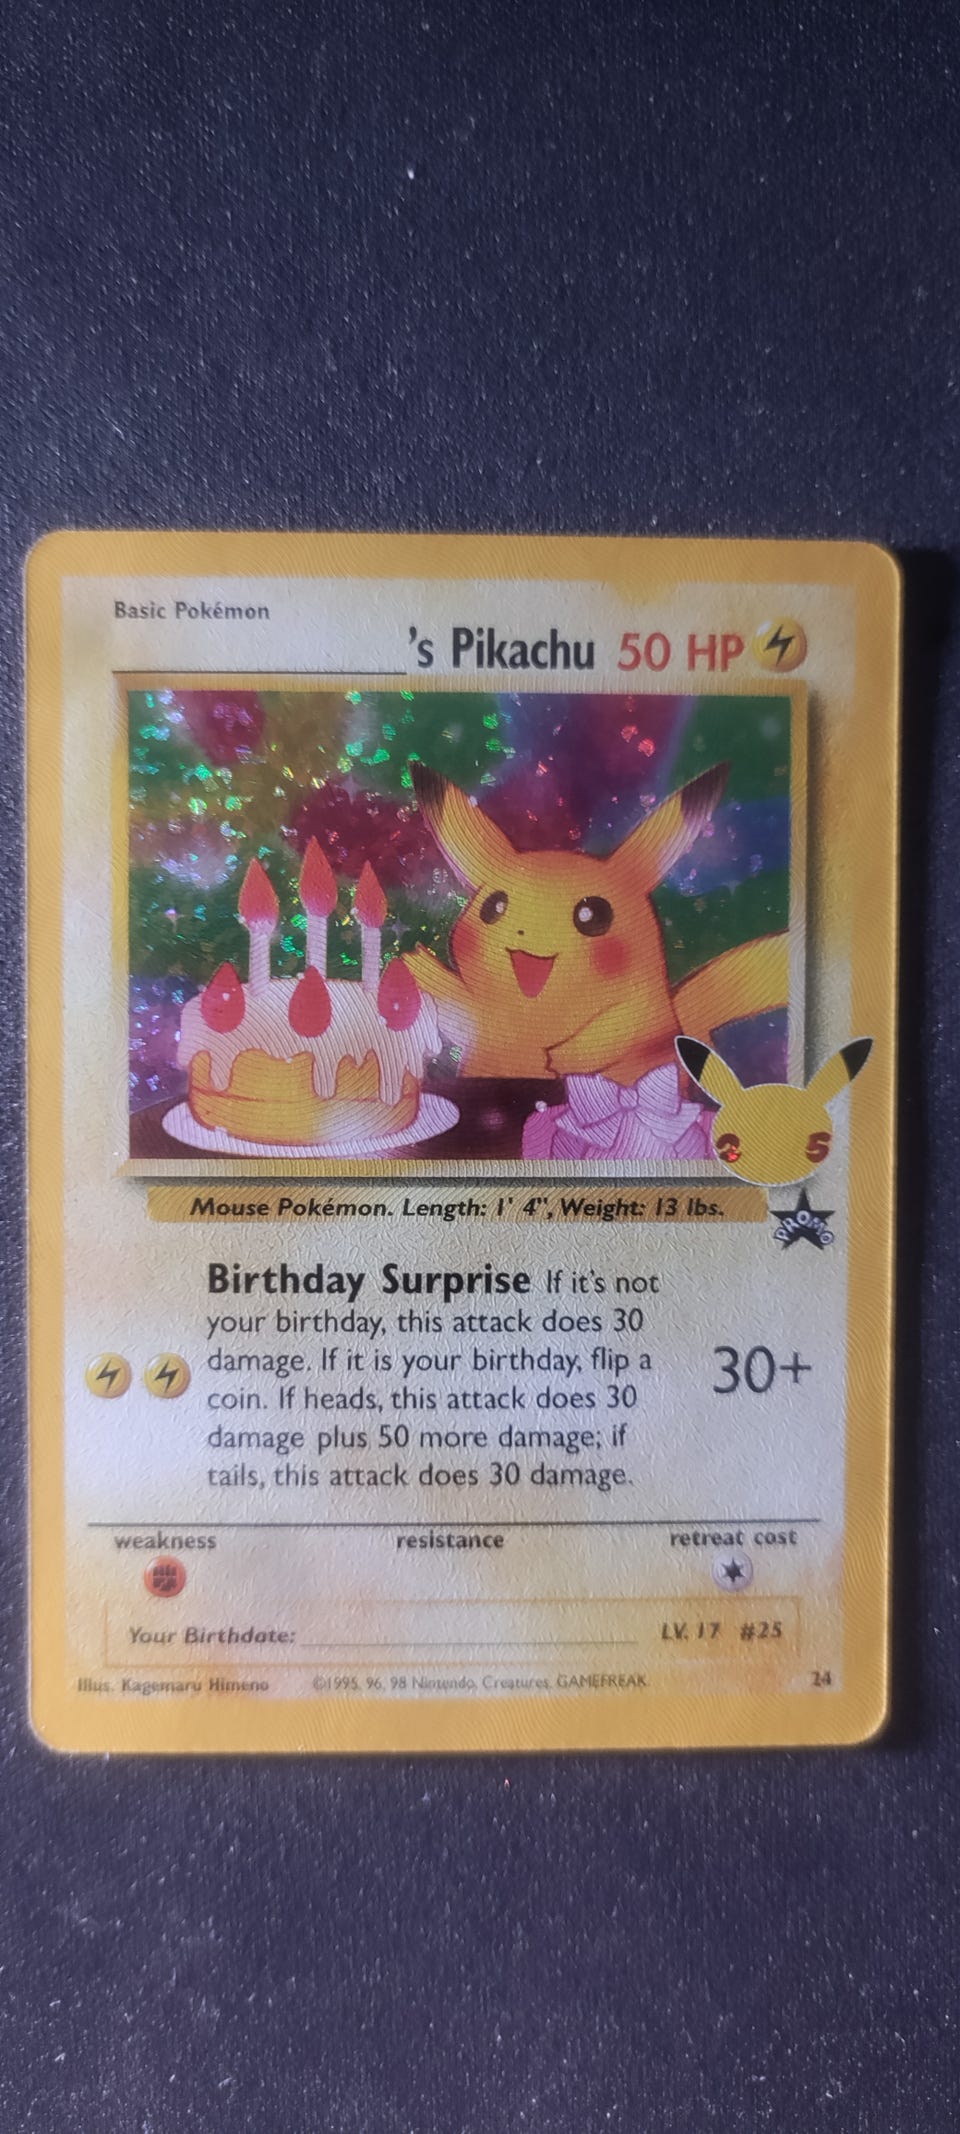 Basic Pokémon
's Pikachu 50 HP
25
Mouse Pokémon. Length: 1' 4", Weight: 13 lbs.
PROMO
Birthday Surprise If it's not
your birthday, this attack does 30
damage. If it is your birthday, flip a
coin. If heads, this attack does 30
damage plus 50 more damage; if
tails, this attack does 30 damage.
30+
weakness resistance retreat cost
Your Birthdate: LV. 17 #25
Illus. Kagemaru Himeno ©1995, 96, 98 Nintendo, Creatures, GAMEFREAK. 24